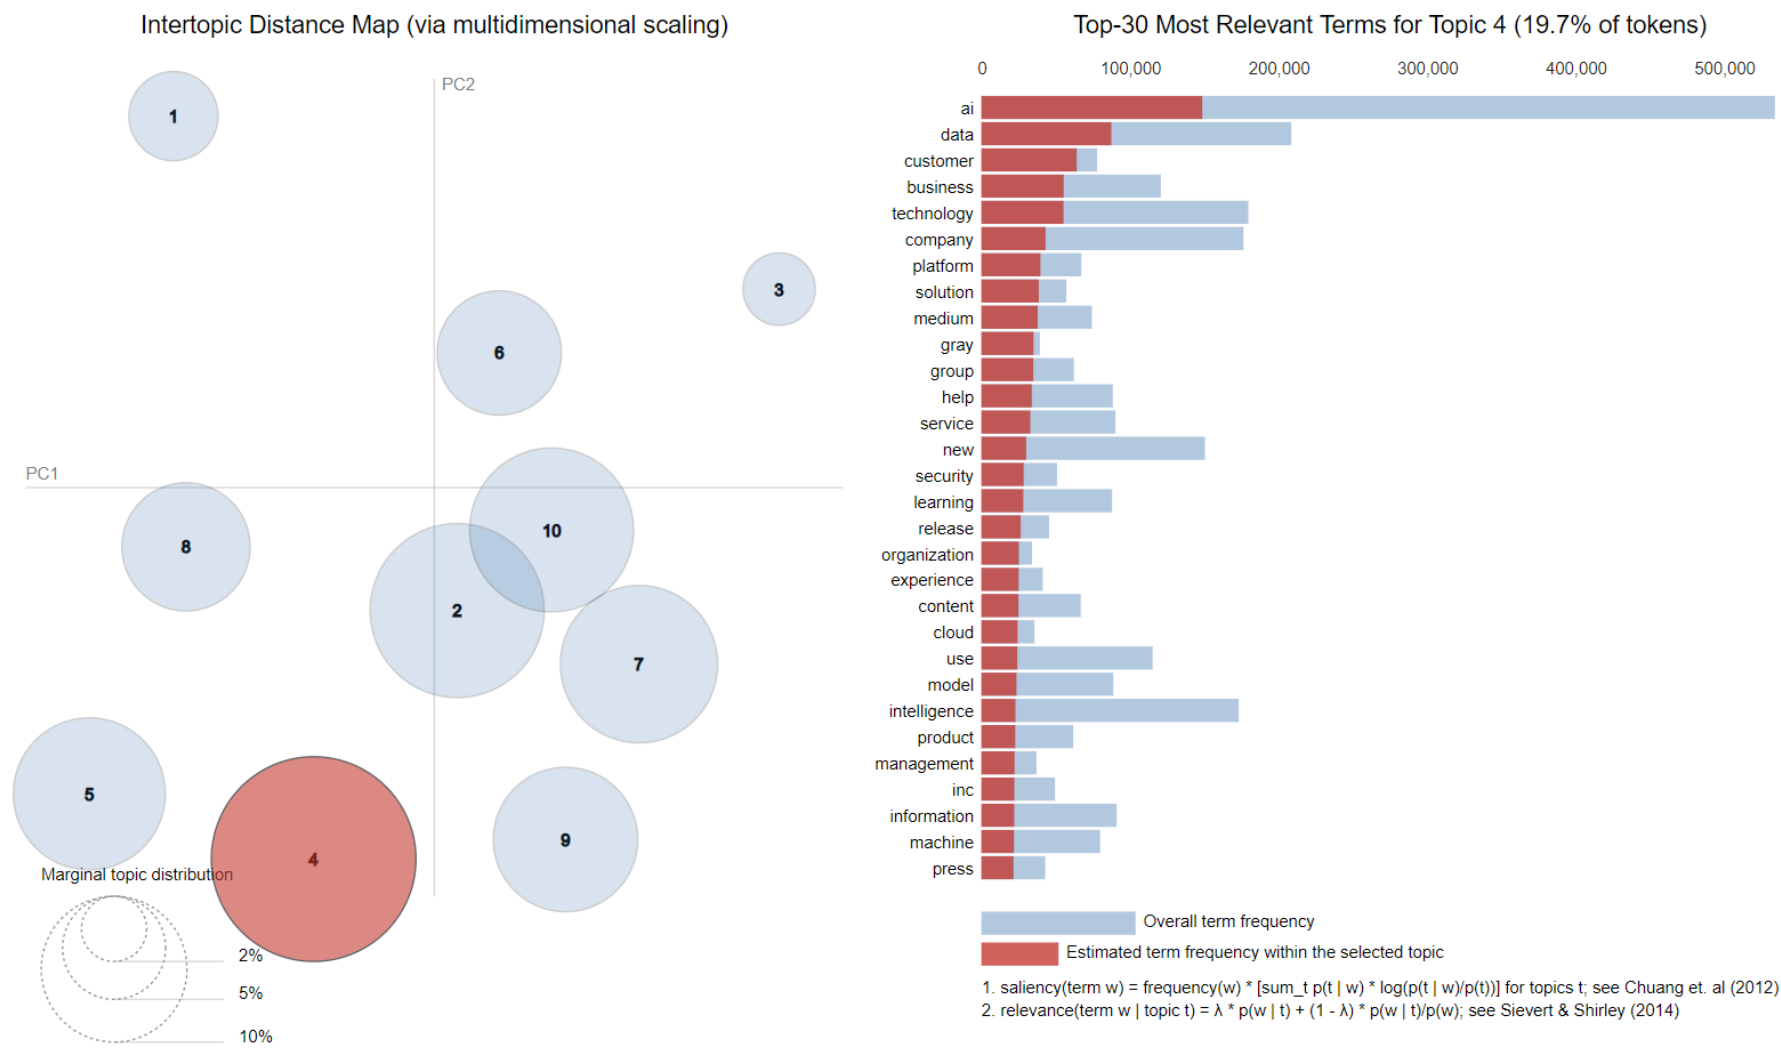 Intertopic Distance Map (via multidimensional scaling)
PC2
PC1
1
3
6
10
8
2
7
5
4
9
Marginal topic distribution
2%
5%
10%
Top-30 Most Relevant Terms for Topic 4 (19.7% of tokens)
0 100,000 200,000 300,000 400,000 500,000
ai
data
customer
business
technology
company
platform
solution
medium
gray
group
help
service
new
security
learning
release
organization
experience
content
cloud
use
model
intelligence
product
management
inc
information
machine
press
Overall term frequency
Estimated term frequency within the selected topic
1. saliency(term w) = frequency(w) * [sum_t p(t | w) * log(p(t | w)/p(t))] for topics t; see Chuang et. al (2012)
2. relevance(term w | topic t) = λ * p(w | t) + (1 - λ) * p(w | t)/p(w); see Sievert & Shirley (2014)